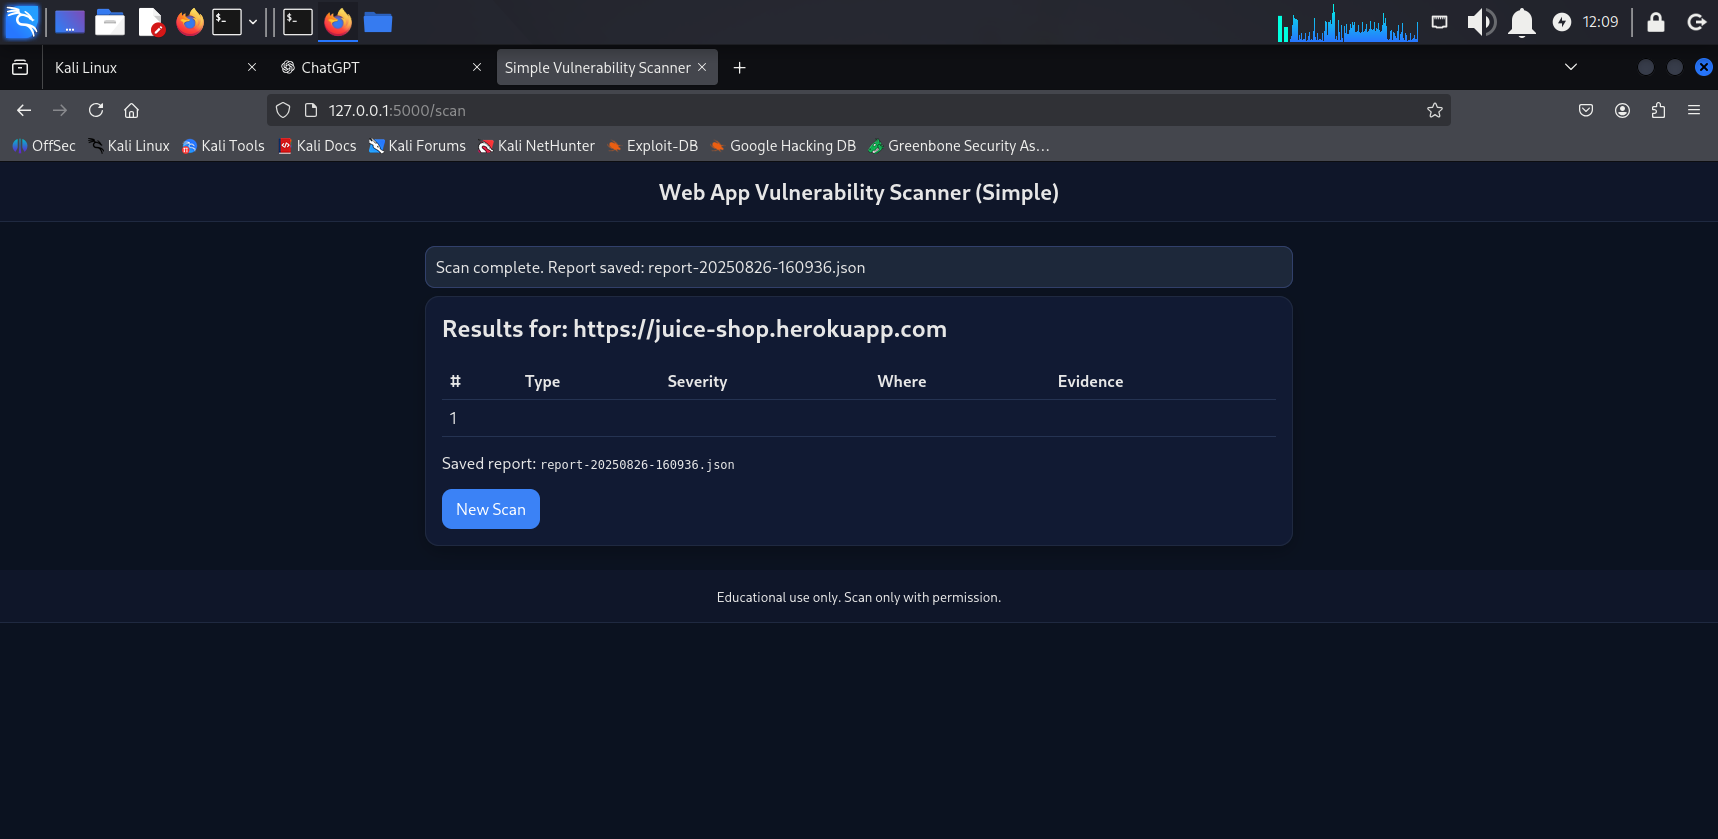 12:09
Kali Linux
ChatGPT
Simple Vulnerability Scanner
127.0.0.1:5000/scan
OffSec Kali Linux Kali Tools Kali Docs Kali Forums Kali NetHunter Exploit-DB Google Hacking DB Greenbone Security As…
Web App Vulnerability Scanner (Simple)
Scan complete. Report saved: report-20250826-160936.json
Results for: https://juice-shop.herokuapp.com
# Type Severity Where Evidence
1
Saved report: report-20250826-160936.json
New Scan
Educational use only. Scan only with permission.